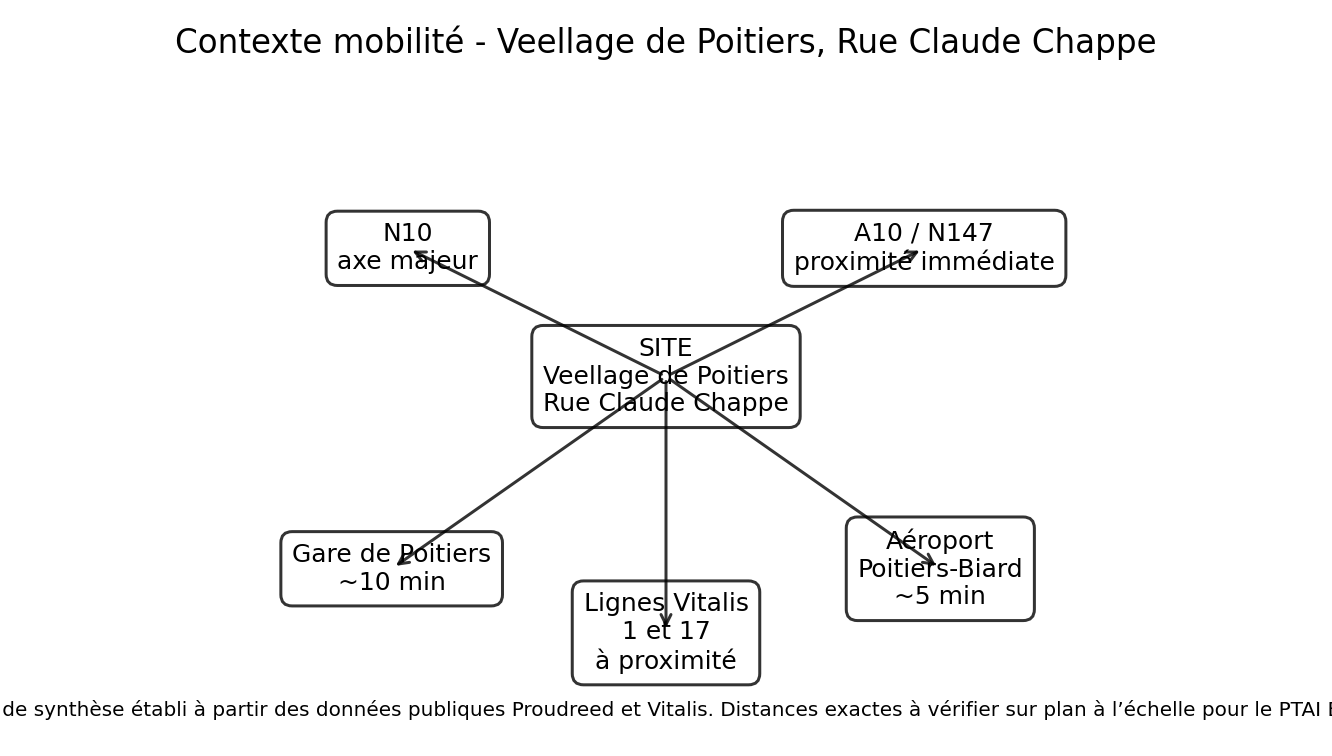 Contexte mobilité - Veellage de Poitiers, Rue Claude Chappe
N10
axe majeur
A10 / N147
proximité immédiate
SITE
Veellage de Poitiers
Rue Claude Chappe
Gare de Poitiers
~10 min
Aéroport
Poitiers-Biard
~5 min
Lignes Vitalis
1 et 17
à proximité
de synthèse établi à partir des données publiques Proudreed et Vitalis. Distances exactes à vérifier sur plan à l’échelle pour le PTAI